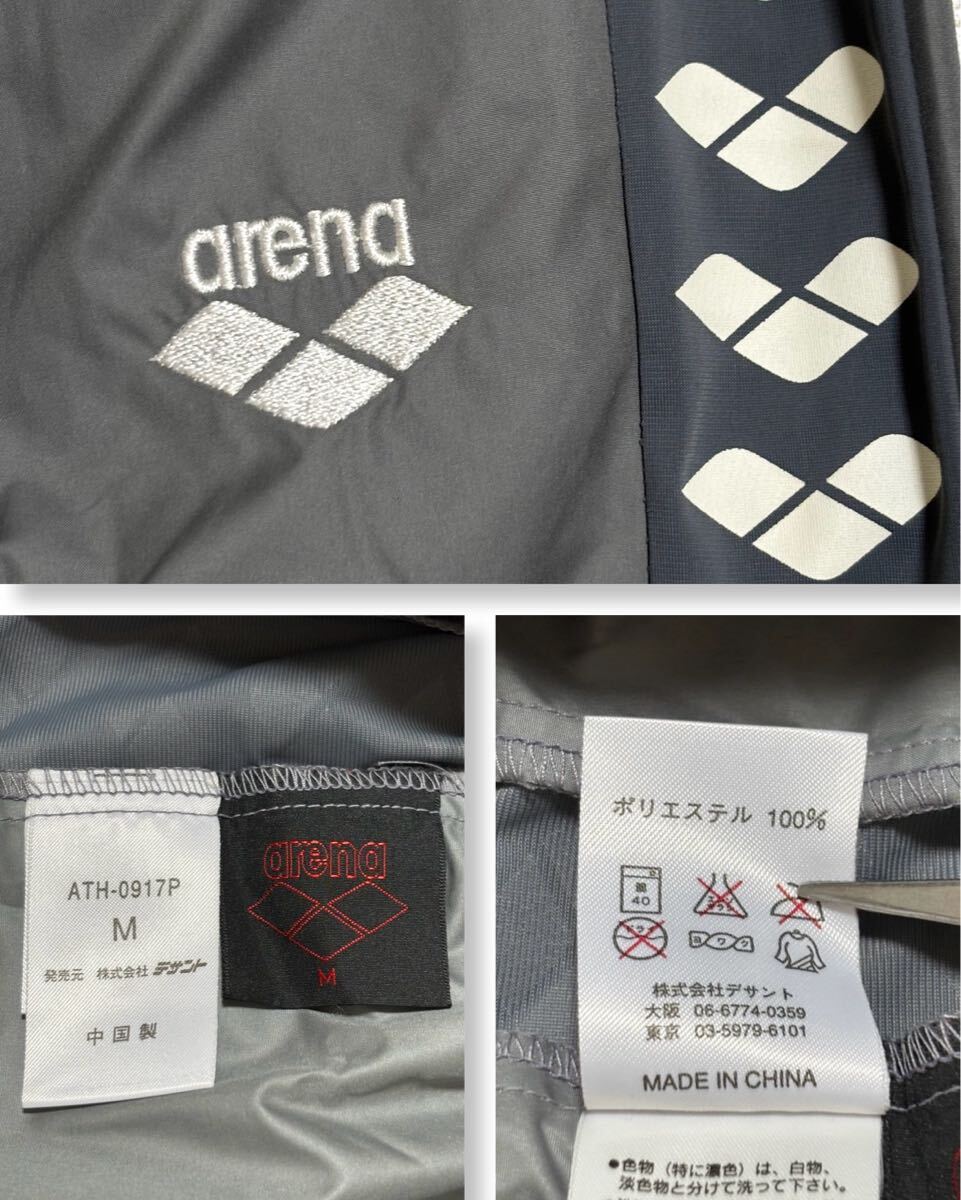 arena
ATH-0917P
M
発売元 株式会社 デサント
中国製
arena
M
ポリエステル 100%
40
ヨワク
株式会社デサント
大阪 06-6774-0359
東京 03-5979-6101
MADE IN CHINA
●色物(特に濃色)は、白物、
淡色物と分けて洗って下さい。